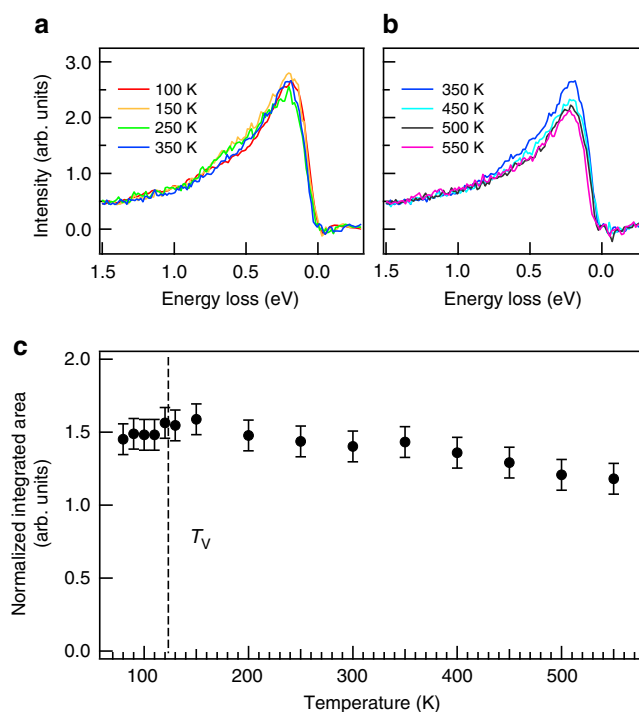 a
b
3.0
2.0
1.0
0.0
Intensity (arb. units)
100 K
150 K
250 K
350 K
350 K
450 K
500 K
550 K
1.5 1.0 0.5 0.0
1.5 1.0 0.5 0.0
Energy loss (eV)
Energy loss (eV)
c
2.0
1.5
1.0
0.5
0.0
Normalized integrated area
(arb. units)
TV
100 200 300 400 500
Temperature (K)